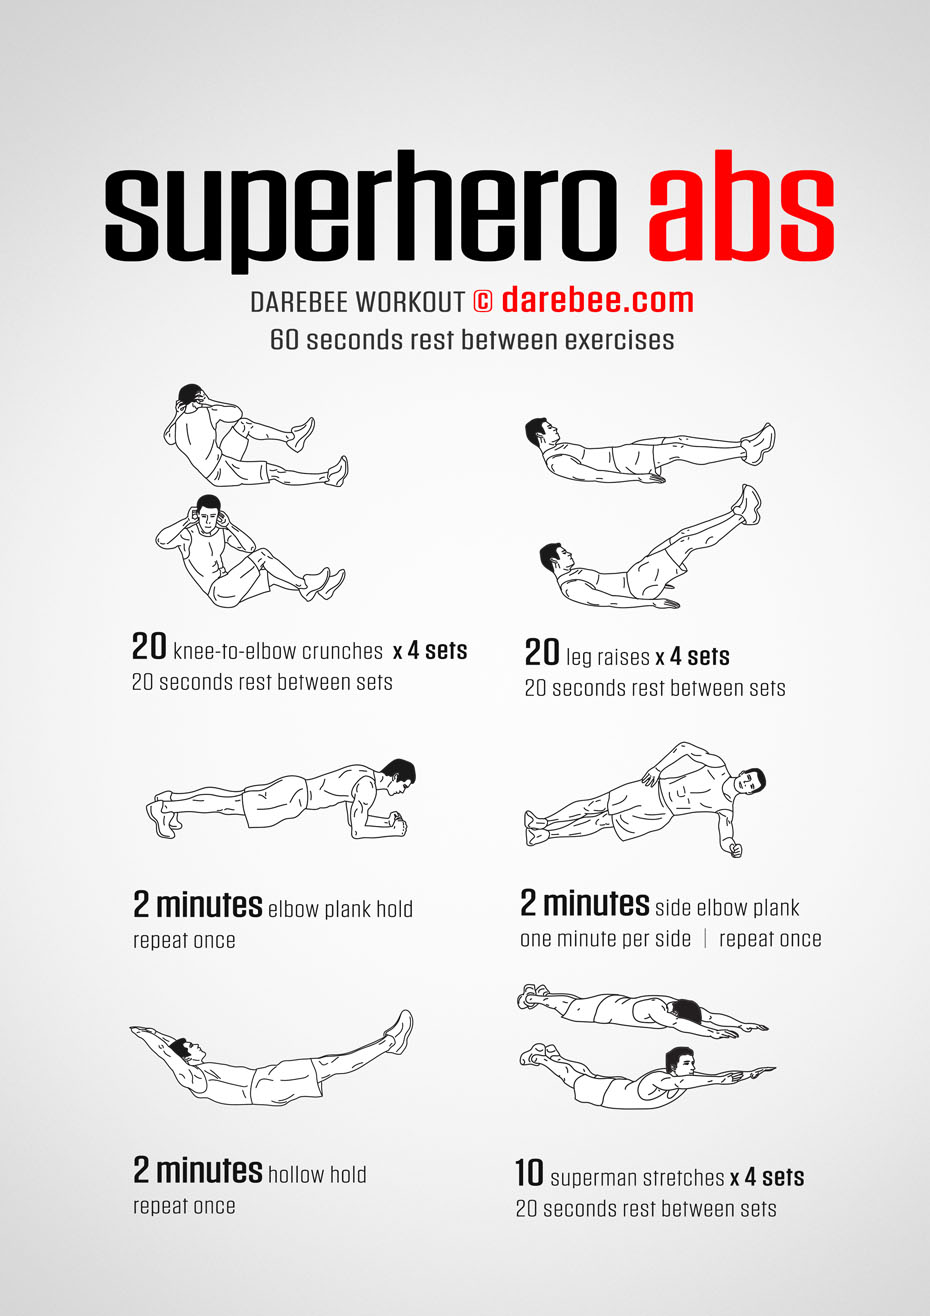 superhero abs
DAREBEE WORKOUT © darebee.com
60 seconds rest between exercises
20 knee-to-elbow crunches x 4 sets
20 seconds rest between sets
20 leg raises x 4 sets
20 seconds rest between sets
2 minutes elbow plank hold
repeat once
2 minutes side elbow plank
one minute per side | repeat once
2 minutes hollow hold
repeat once
10 superman stretches x 4 sets
20 seconds rest between sets